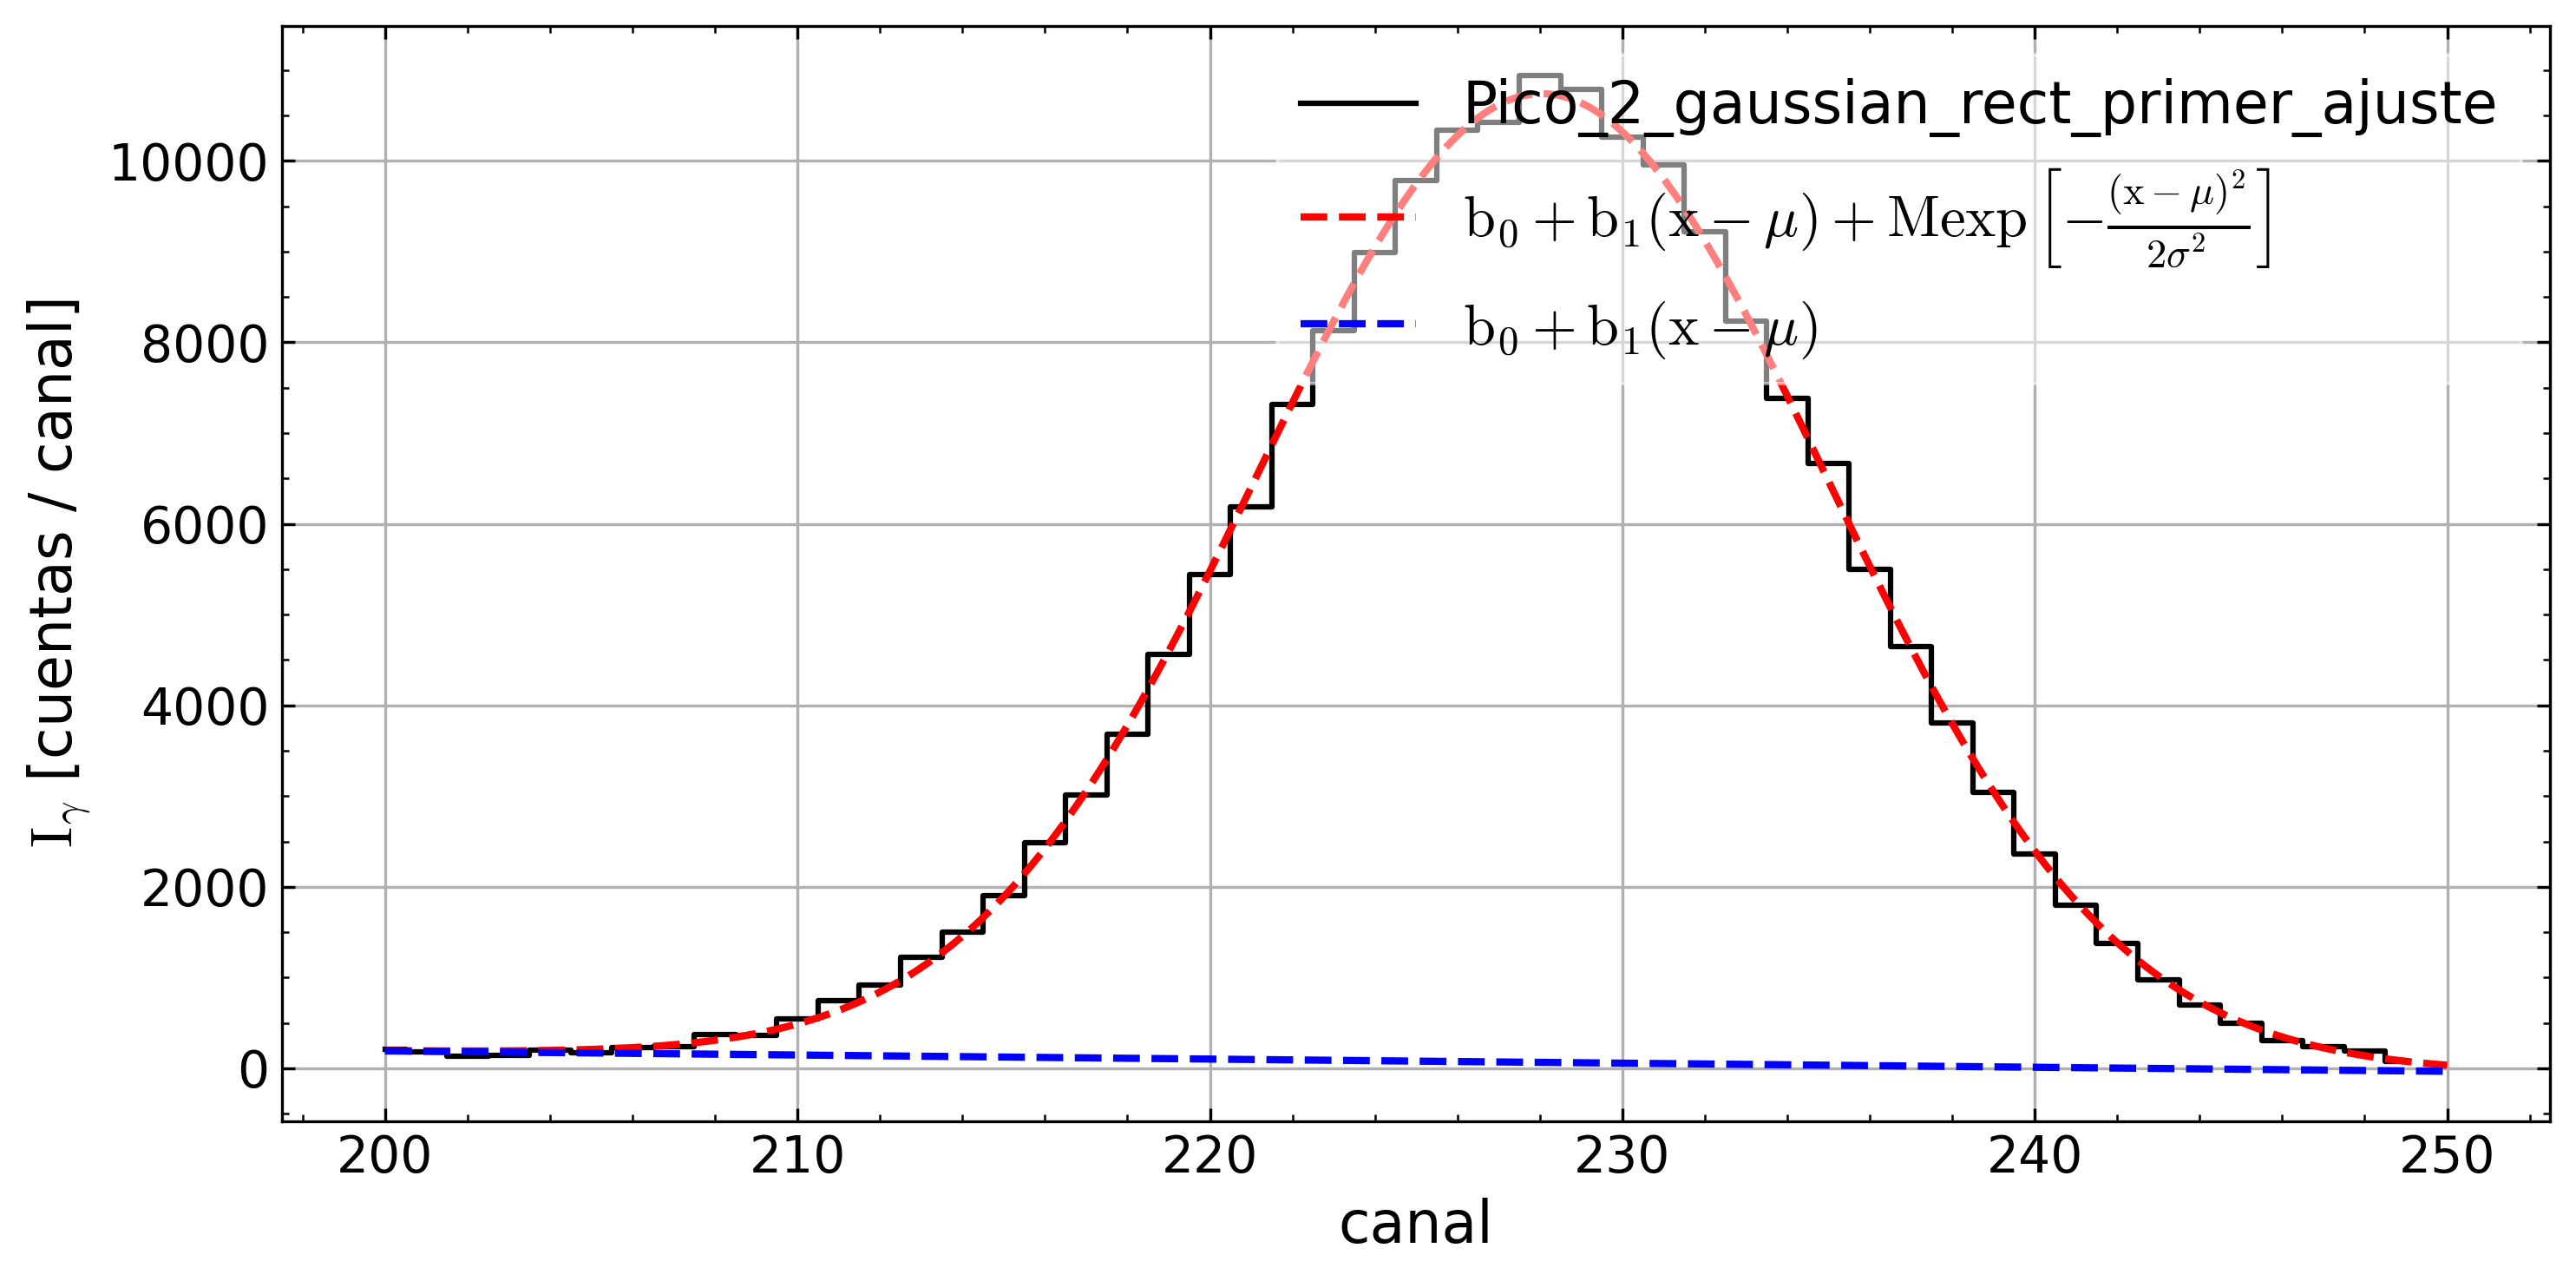 I_γ [cuentas / canal]
10000
8000
6000
4000
2000
0
Pico_2_gaussian_rect_primer_ajuste
b₀ + b₁(x − μ) + Mexp [−(x − μ)²/2σ²]
b₀ + b₁(x − μ)
200 210 220 230 240 250
canal